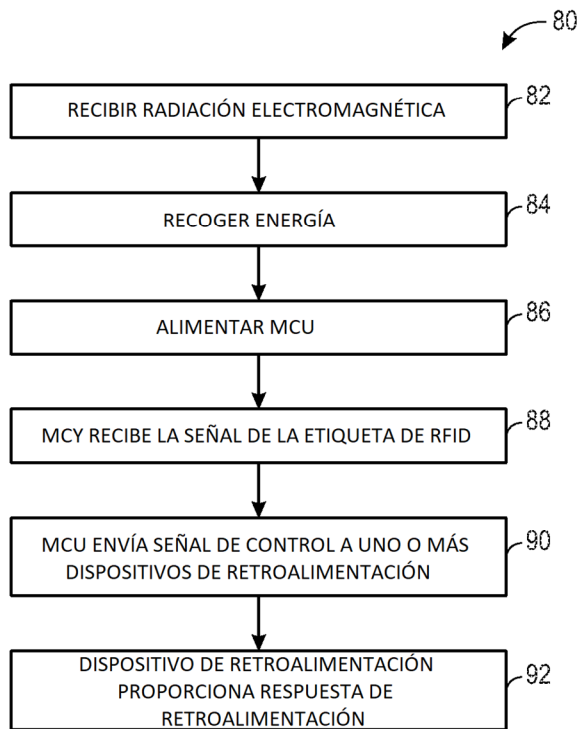 80
RECIBIR RADIACIÓN ELECTROMAGNÉTICA
82
RECOGER ENERGÍA
84
ALIMENTAR MCU
86
MCY RECIBE LA SEÑAL DE LA ETIQUETA DE RFID
88
MCU ENVÍA SEÑAL DE CONTROL A UNO O MÁS
DISPOSITIVOS DE RETROALIMENTACIÓN
90
DISPOSITIVO DE RETROALIMENTACIÓN
PROPORCIONA RESPUESTA DE
RETROALIMENTACIÓN
92